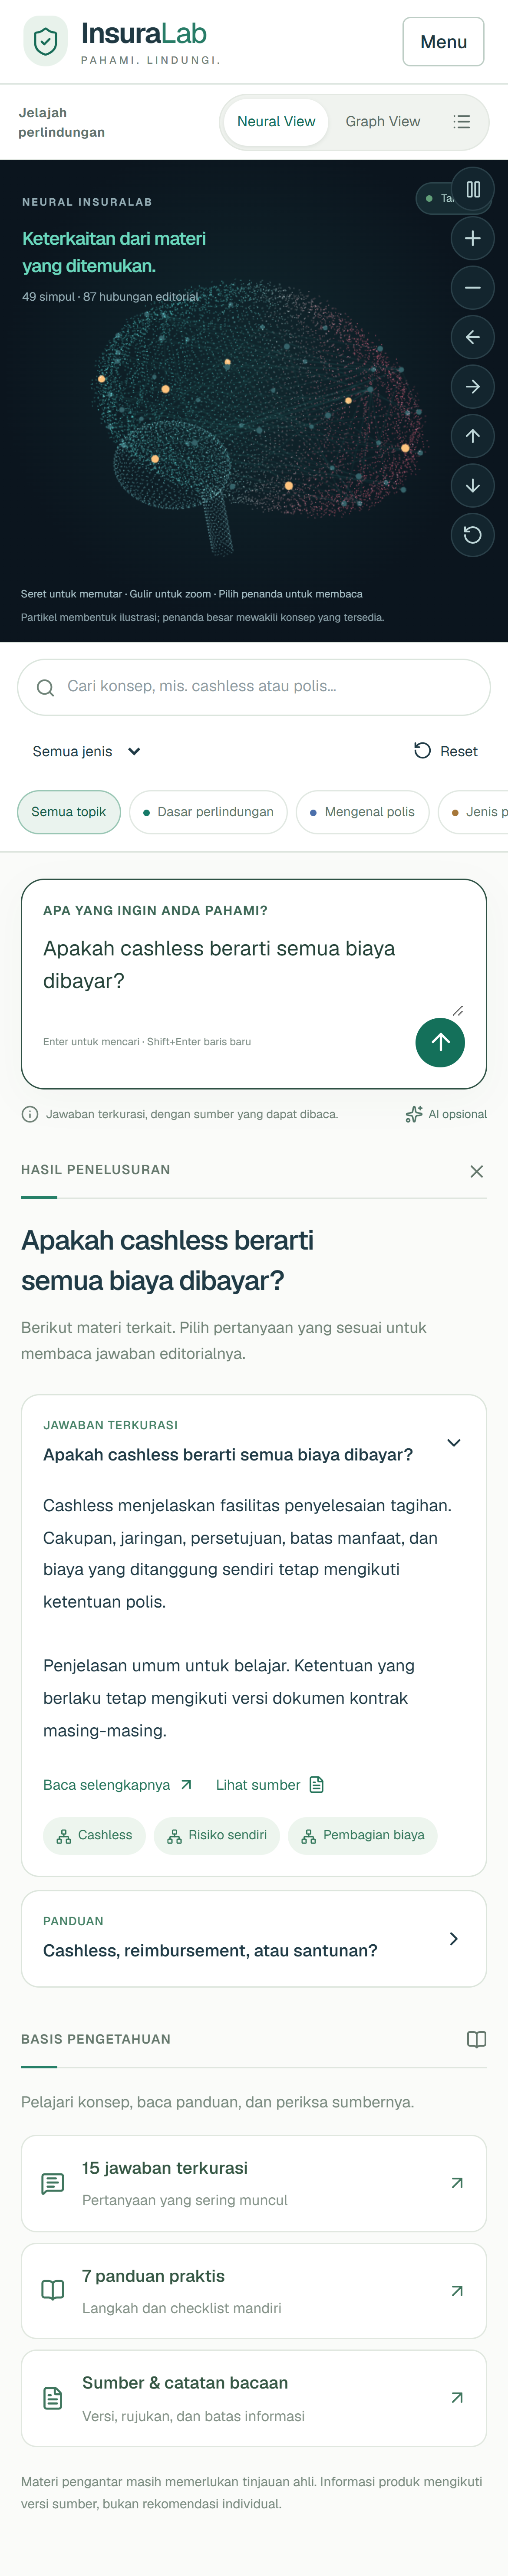 InsuraLab
PAHAMI. LINDUNGI.
Menu
Jelajah
perlindungan
Neural View
Graph View
NEURAL INSURALAB
Keterkaitan dari materi
yang ditemukan.
49 simpul · 87 hubungan editorial
Seret untuk memutar · Gulir untuk zoom · Pilih penanda untuk membaca
Partikel membentuk ilustrasi; penanda besar mewakili konsep yang tersedia.
Cari konsep, mis. cashless atau polis...
Semua jenis
Reset
Semua topik
Dasar perlindungan
Mengenal polis
Jenis p
APA YANG INGIN ANDA PAHAMI?
Apakah cashless berarti semua biaya
dibayar?
Enter untuk mencari · Shift+Enter baris baru
Jawaban terkurasi, dengan sumber yang dapat dibaca.
AI opsional
HASIL PENELUSURAN
Apakah cashless berarti
semua biaya dibayar?
Berikut materi terkait. Pilih pertanyaan yang sesuai untuk
membaca jawaban editorialnya.
JAWABAN TERKURASI
Apakah cashless berarti semua biaya dibayar?
Cashless menjelaskan fasilitas penyelesaian tagihan.
Cakupan, jaringan, persetujuan, batas manfaat, dan
biaya yang ditanggung sendiri tetap mengikuti
ketentuan polis.
Penjelasan umum untuk belajar. Ketentuan yang
berlaku tetap mengikuti versi dokumen kontrak
masing-masing.
Baca selengkapnya
Lihat sumber
Cashless
Risiko sendiri
Pembagian biaya
PANDUAN
Cashless, reimbursement, atau santunan?
BASIS PENGETAHUAN
Pelajari konsep, baca panduan, dan periksa sumbernya.
15 jawaban terkurasi
Pertanyaan yang sering muncul
7 panduan praktis
Langkah dan checklist mandiri
Sumber & catatan bacaan
Versi, rujukan, dan batas informasi
Materi pengantar masih memerlukan tinjauan ahli. Informasi produk mengikuti
versi sumber, bukan rekomendasi individual.